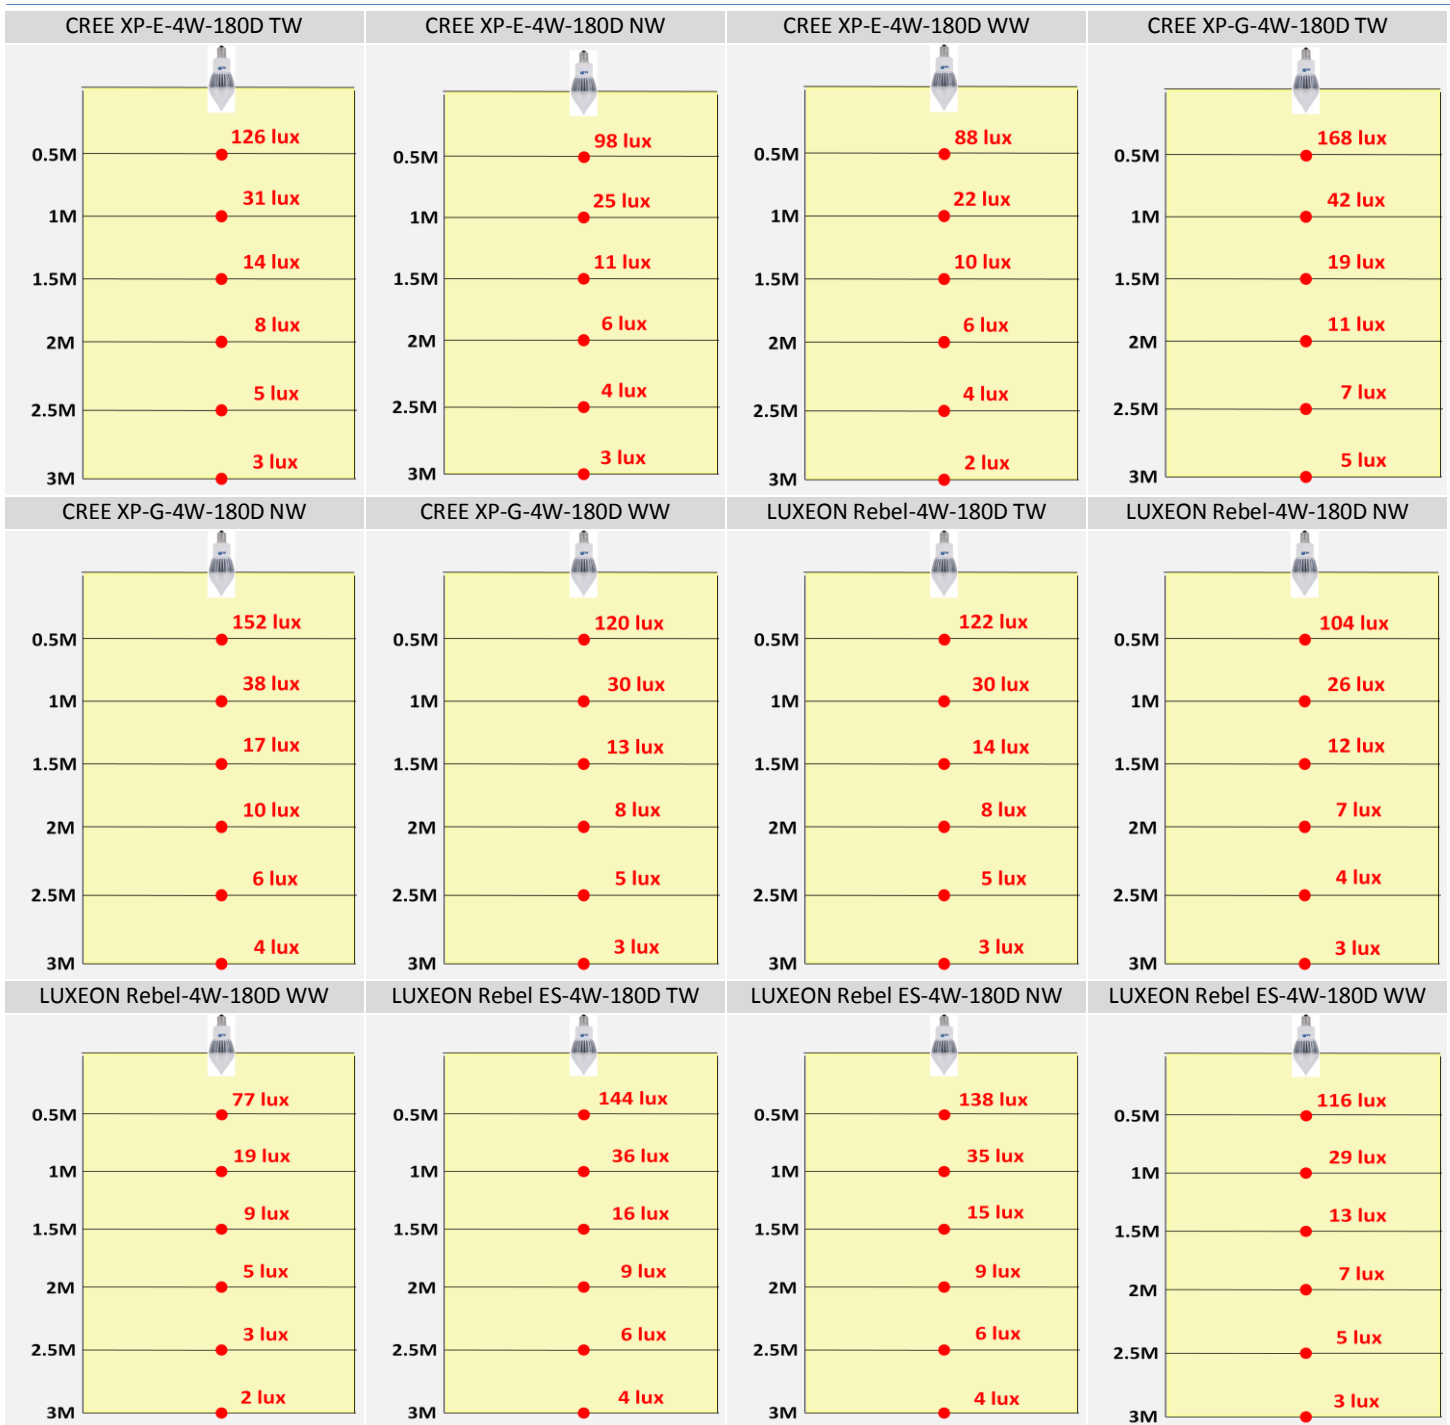 CREE XP-E-4W-180D TW
126 lux
0.5M
31 lux
1M
14 lux
1.5M
8 lux
2M
5 lux
2.5M
3 lux
3M
CREE XP-E-4W-180D NW
98 lux
0.5M
25 lux
1M
11 lux
1.5M
6 lux
2M
4 lux
2.5M
3 lux
3M
CREE XP-E-4W-180D WW
88 lux
0.5M
22 lux
1M
10 lux
1.5M
6 lux
2M
4 lux
2.5M
2 lux
3M
CREE XP-G-4W-180D TW
168 lux
0.5M
42 lux
1M
19 lux
1.5M
11 lux
2M
7 lux
2.5M
5 lux
3M
CREE XP-G-4W-180D NW
152 lux
0.5M
38 lux
1M
17 lux
1.5M
10 lux
2M
6 lux
2.5M
4 lux
3M
CREE XP-G-4W-180D WW
120 lux
0.5M
30 lux
1M
13 lux
1.5M
8 lux
2M
5 lux
2.5M
3 lux
3M
LUXEON Rebel-4W-180D TW
122 lux
0.5M
30 lux
1M
14 lux
1.5M
8 lux
2M
5 lux
2.5M
3 lux
3M
LUXEON Rebel-4W-180D NW
104 lux
0.5M
26 lux
1M
12 lux
1.5M
7 lux
2M
4 lux
2.5M
3 lux
3M
LUXEON Rebel-4W-180D WW
77 lux
0.5M
19 lux
1M
9 lux
1.5M
5 lux
2M
3 lux
2.5M
2 lux
3M
LUXEON Rebel ES-4W-180D TW
144 lux
0.5M
36 lux
1M
16 lux
1.5M
9 lux
2M
6 lux
2.5M
4 lux
3M
LUXEON Rebel ES-4W-180D NW
138 lux
0.5M
35 lux
1M
15 lux
1.5M
9 lux
2M
6 lux
2.5M
4 lux
3M
LUXEON Rebel ES-4W-180D WW
116 lux
0.5M
29 lux
1M
13 lux
1.5M
7 lux
2M
5 lux
2.5M
3 lux
3M